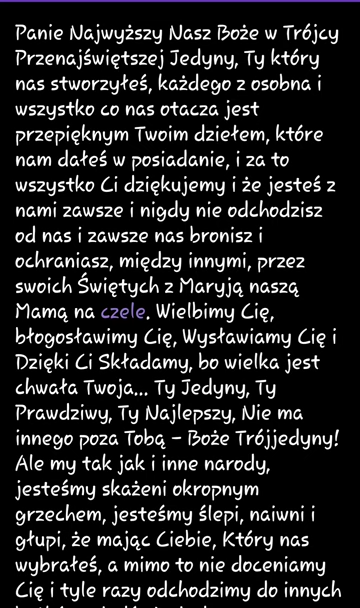 Panie Najwyższy Nasz Boże w Trójcy
Przenajświętszej Jedyny, Ty który
nas stworzyłeś, każdego z osobna i
wszystko co nas otacza jest
przepięknym Twoim dziełem, które
nam dałeś w posiadanie, i za to
wszystko Ci dziękujemy i że jesteś z
nami zawsze i nigdy nie odchodzisz
od nas i zawsze nas bronisz i
ochraniasz, między innymi, przez
swoich Świętych z Maryją naszą
Mamą na czele. Wielbimy Cię,
błogosławimy Cię, Wysławiamy Cię i
Dzięki Ci Składamy, bo wielka jest
chwała Twoja... Ty Jedyny, Ty
Prawdziwy, Ty Najlepszy, Nie ma
innego poza Tobą - Boże Trójjedyny!
Ale my tak jak i inne narody,
jesteśmy skażeni okropnym
grzechem, jesteśmy ślepi, naiwni i
głupi, że mając Ciebie, Który nas
wybrałeś, a mimo to nie doceniamy
Cię i tyle razy odchodzimy do innych